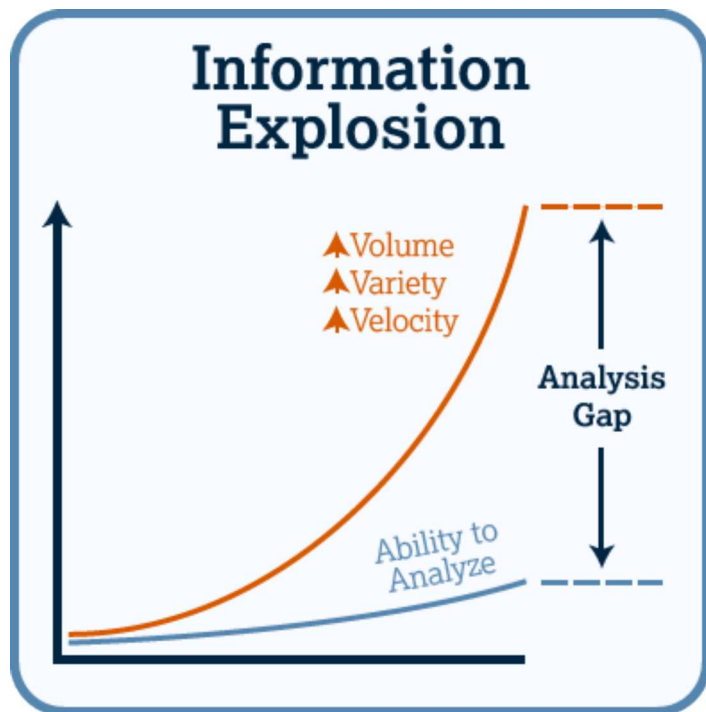 Information
Explosion
Volume
Variety
Velocity
Analysis
Gap
Ability to
Analyze